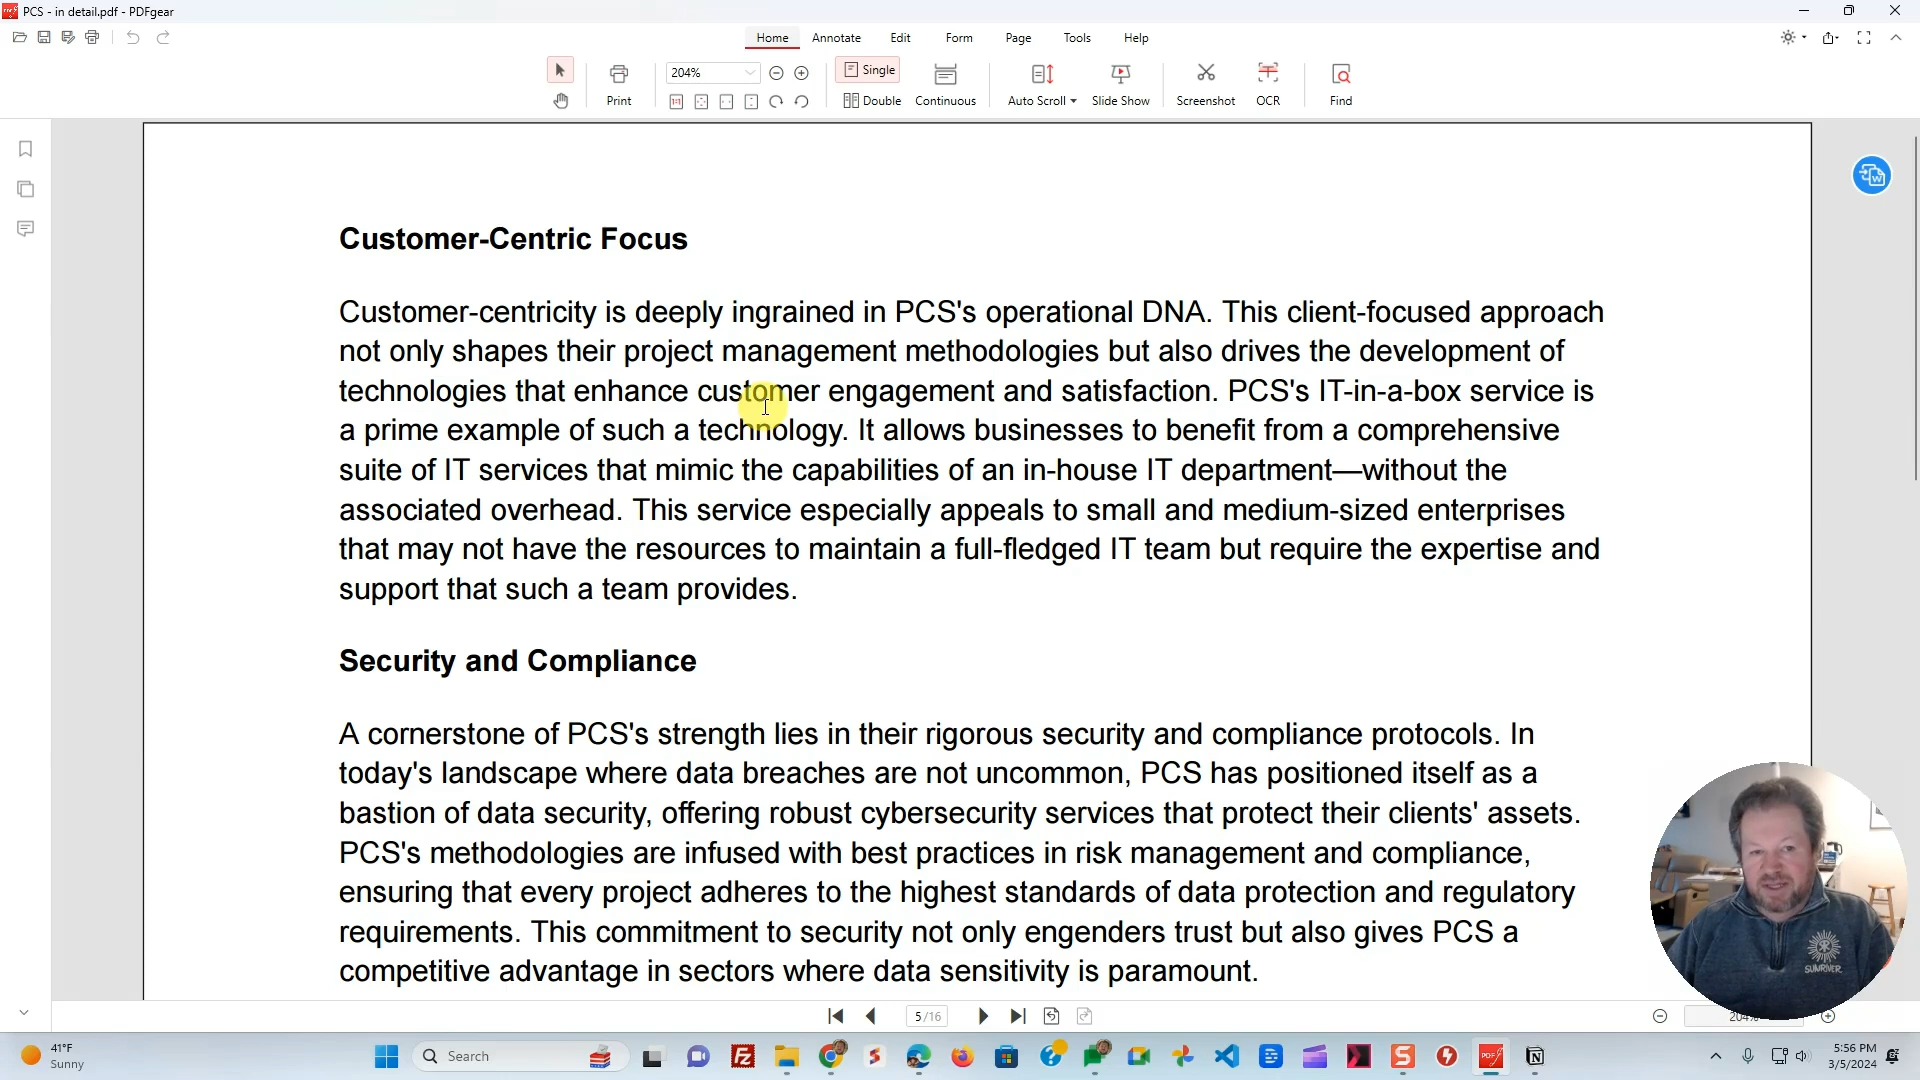 PCS - in detail.pdf - PDFgear
Home Annotate Edit Form Page Tools Help
204% Single
Print Double Continuous Auto Scroll Slide Show Screenshot OCR Find
Customer-Centric Focus
Customer-centricity is deeply ingrained in PCS's operational DNA. This client-focused approach
not only shapes their project management methodologies but also drives the development of
technologies that enhance customer engagement and satisfaction. PCS's IT-in-a-box service is
a prime example of such a technology. It allows businesses to benefit from a comprehensive
suite of IT services that mimic the capabilities of an in-house IT department—without the
associated overhead. This service especially appeals to small and medium-sized enterprises
that may not have the resources to maintain a full-fledged IT team but require the expertise and
support that such a team provides.
Security and Compliance
A cornerstone of PCS's strength lies in their rigorous security and compliance protocols. In
today's landscape where data breaches are not uncommon, PCS has positioned itself as a
bastion of data security, offering robust cybersecurity services that protect their clients' assets.
PCS's methodologies are infused with best practices in risk management and compliance,
ensuring that every project adheres to the highest standards of data protection and regulatory
requirements. This commitment to security not only engenders trust but also gives PCS a
competitive advantage in sectors where data sensitivity is paramount.
SUNRIVER
5/16 204%
41°F
Sunny
Search
5:56 PM
3/5/2024